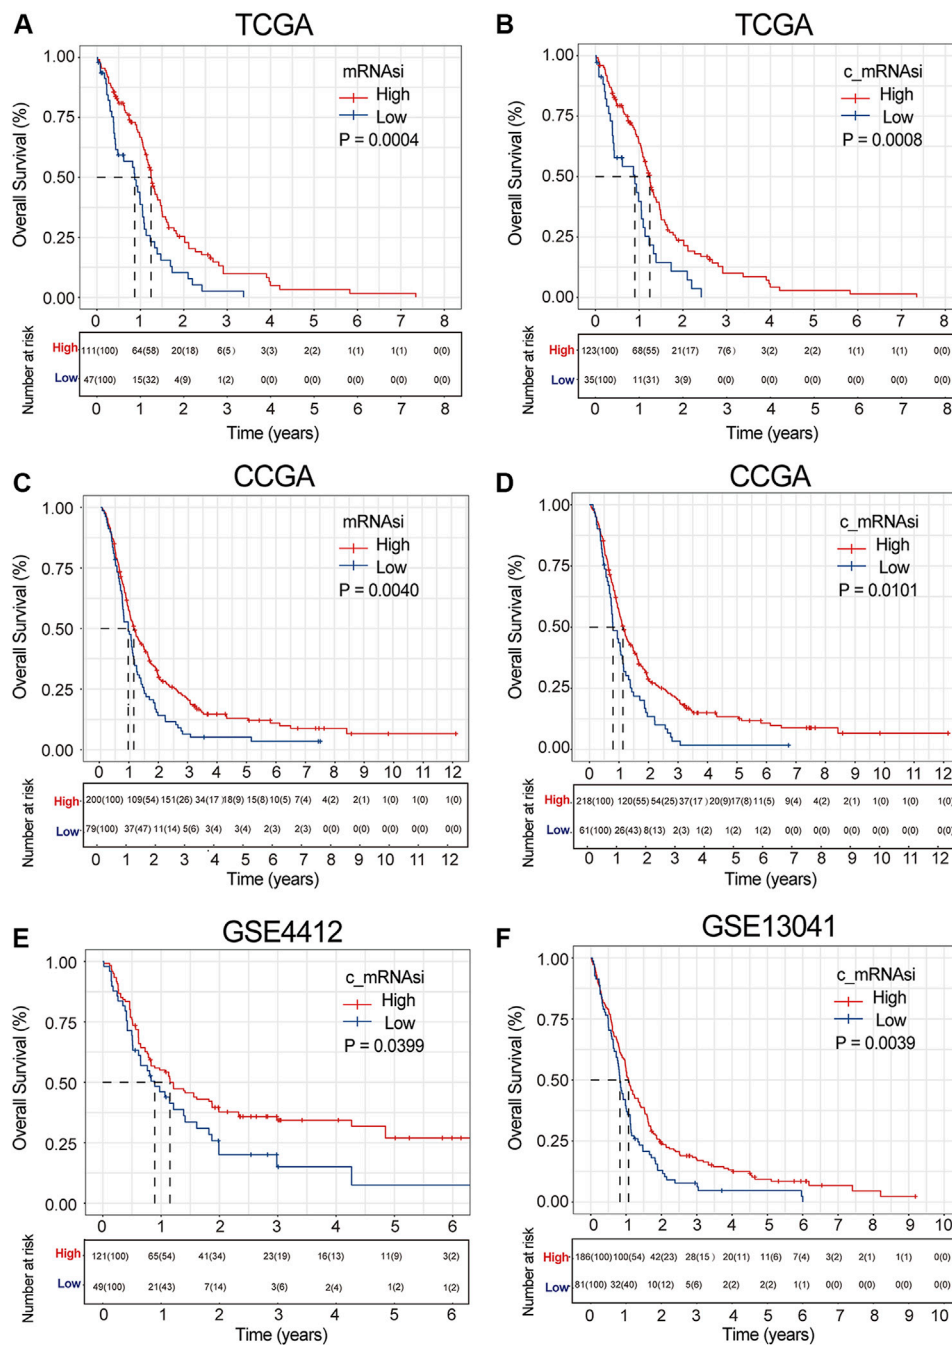 A TCGA
mRNAsi
High
Low
P = 0.0004
Overall Survival (%)
1.00
0.75
0.50
0.25
0.00
0 1 2 3 4 5 6 7 8
Number at risk
High 111(100) 64(58) 20(18) 6(5) 3(3) 2(2) 1(1) 1(1) 0(0)
Low 47(100) 15(32) 4(9) 1(2) 0(0) 0(0) 0(0) 0(0) 0(0)
0 1 2 3 4 5 6 7 8
Time (years)
B TCGA
c_mRNAsi
High
Low
P = 0.0008
Overall Survival (%)
1.00
0.75
0.50
0.25
0.00
0 1 2 3 4 5 6 7 8
Number at risk
High 123(100) 68(55) 21(17) 7(6) 3(2) 2(2) 1(1) 1(1) 0(0)
Low 35(100) 11(31) 3(9) 0(0) 0(0) 0(0) 0(0) 0(0) 0(0)
0 1 2 3 4 5 6 7 8
Time (years)
C CCGA
mRNAsi
High
Low
P = 0.0040
Overall Survival (%)
1.00
0.75
0.50
0.25
0.00
0 1 2 3 4 5 6 7 8 9 10 11 12
Number at risk
High 200(100) 109(54) 151(26) 34(17) 18(9) 15(8) 10(5) 7(4) 4(2) 2(1) 1(0) 1(0) 1(0)
Low 79(100) 37(47) 11(14) 5(6) 3(4) 3(4) 2(3) 2(3) 0(0) 0(0) 0(0) 0(0) 0(0)
0 1 2 3 4 5 6 7 8 9 10 11 12
Time (years)
D CCGA
c_mRNAsi
High
Low
P = 0.0101
Overall Survival (%)
1.00
0.75
0.50
0.25
0.00
0 1 2 3 4 5 6 7 8 9 10 11 12
Number at risk
High 218(100) 120(55) 54(25) 37(17) 20(9) 17(8) 11(5) 9(4) 4(2) 2(1) 1(0) 1(0) 1(0)
Low 61(100) 26(43) 8(13) 2(3) 1(2) 1(2) 1(2) 0(0) 0(0) 0(0) 0(0) 0(0) 0(0)
0 1 2 3 4 5 6 7 8 9 10 11 12
Time (years)
E GSE4412
c_mRNAsi
High
Low
P = 0.0399
Overall Survival (%)
1.00
0.75
0.50
0.25
0.00
0 1 2 3 4 5 6
Number at risk
High 121(100) 65(54) 41(34) 23(19) 16(13) 11(9) 3(2)
Low 49(100) 21(43) 7(14) 3(6) 2(4) 1(2) 1(2)
0 1 2 3 4 5 6
Time (years)
F GSE13041
c_mRNAsi
High
Low
P = 0.0039
Overall Survival (%)
1.00
0.75
0.50
0.25
0.00
0 1 2 3 4 5 6 7 8 9 10
Number at risk
High 186(100) 100(54) 42(23) 28(15) 20(11) 11(6) 7(4) 3(2) 2(1) 1(1) 0(0)
Low 81(100) 32(40) 10(12) 5(6) 2(2) 2(2) 1(1) 0(0) 0(0) 0(0) 0(0)
0 1 2 3 4 5 6 7 8 9 10
Time (years)